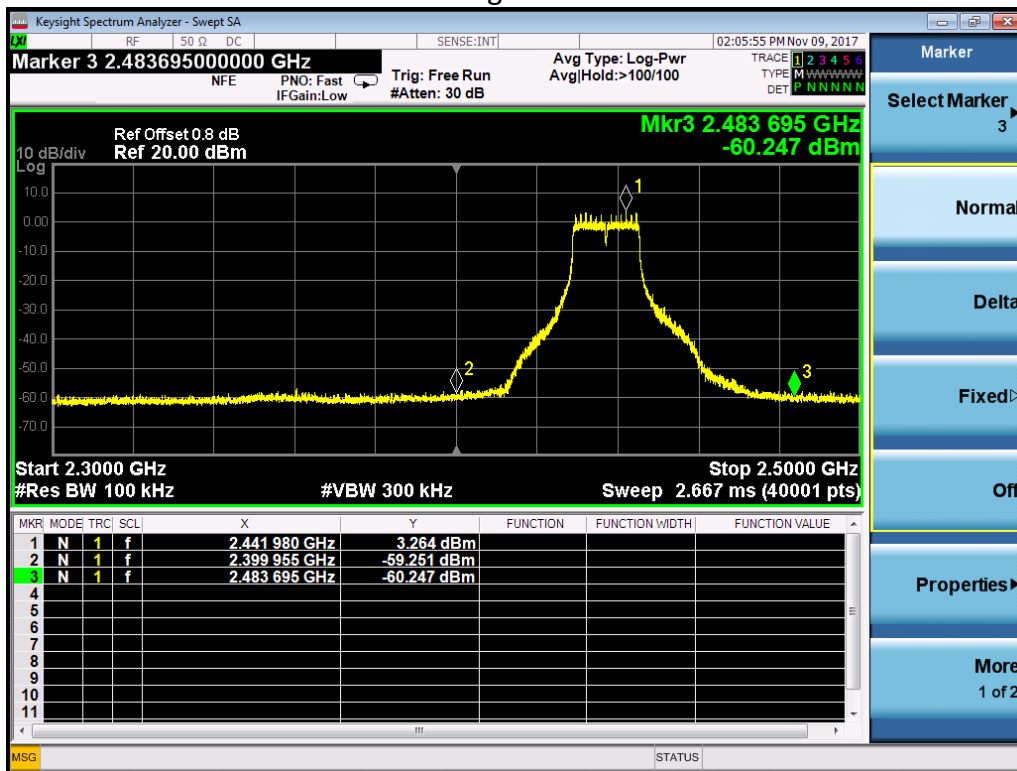 Keysight Spectrum Analyzer - Swept SA
LXI RF 50 Ω DC SENSE:INT 02:05:55 PM Nov 09, 2017
Marker 3 2.483695000000 GHz
NFE PNO: Fast IFGain:Low
Trig: Free Run
#Atten: 30 dB
Avg Type: Log-Pwr
Avg|Hold:>100/100
TRACE 1 2 3 4 5 6
TYPE M WWWWW
DET P N N N N N
Mkr3 2.483 695 GHz
-60.247 dBm
Ref Offset 0.8 dB
10 dB/div Ref 20.00 dBm
Log
10.0
0.00
-10.0
-20.0
-30.0
-40.0
-50.0
-60.0
-70.0
1
2
3
Start 2.3000 GHz Stop 2.5000 GHz
#Res BW 100 kHz #VBW 300 kHz Sweep 2.667 ms (40001 pts)
MKR MODE TRC SCL X Y FUNCTION FUNCTION WIDTH FUNCTION VALUE
1 N 1 f 2.441 980 GHz 3.264 dBm
2 N 1 f 2.399 955 GHz -59.251 dBm
3 N 1 f 2.483 695 GHz -60.247 dBm
4
5
6
7
8
9
10
11
MSG STATUS
Marker
Select Marker
3
Normal
Delta
Fixed
Off
Properties
More
1 of 2